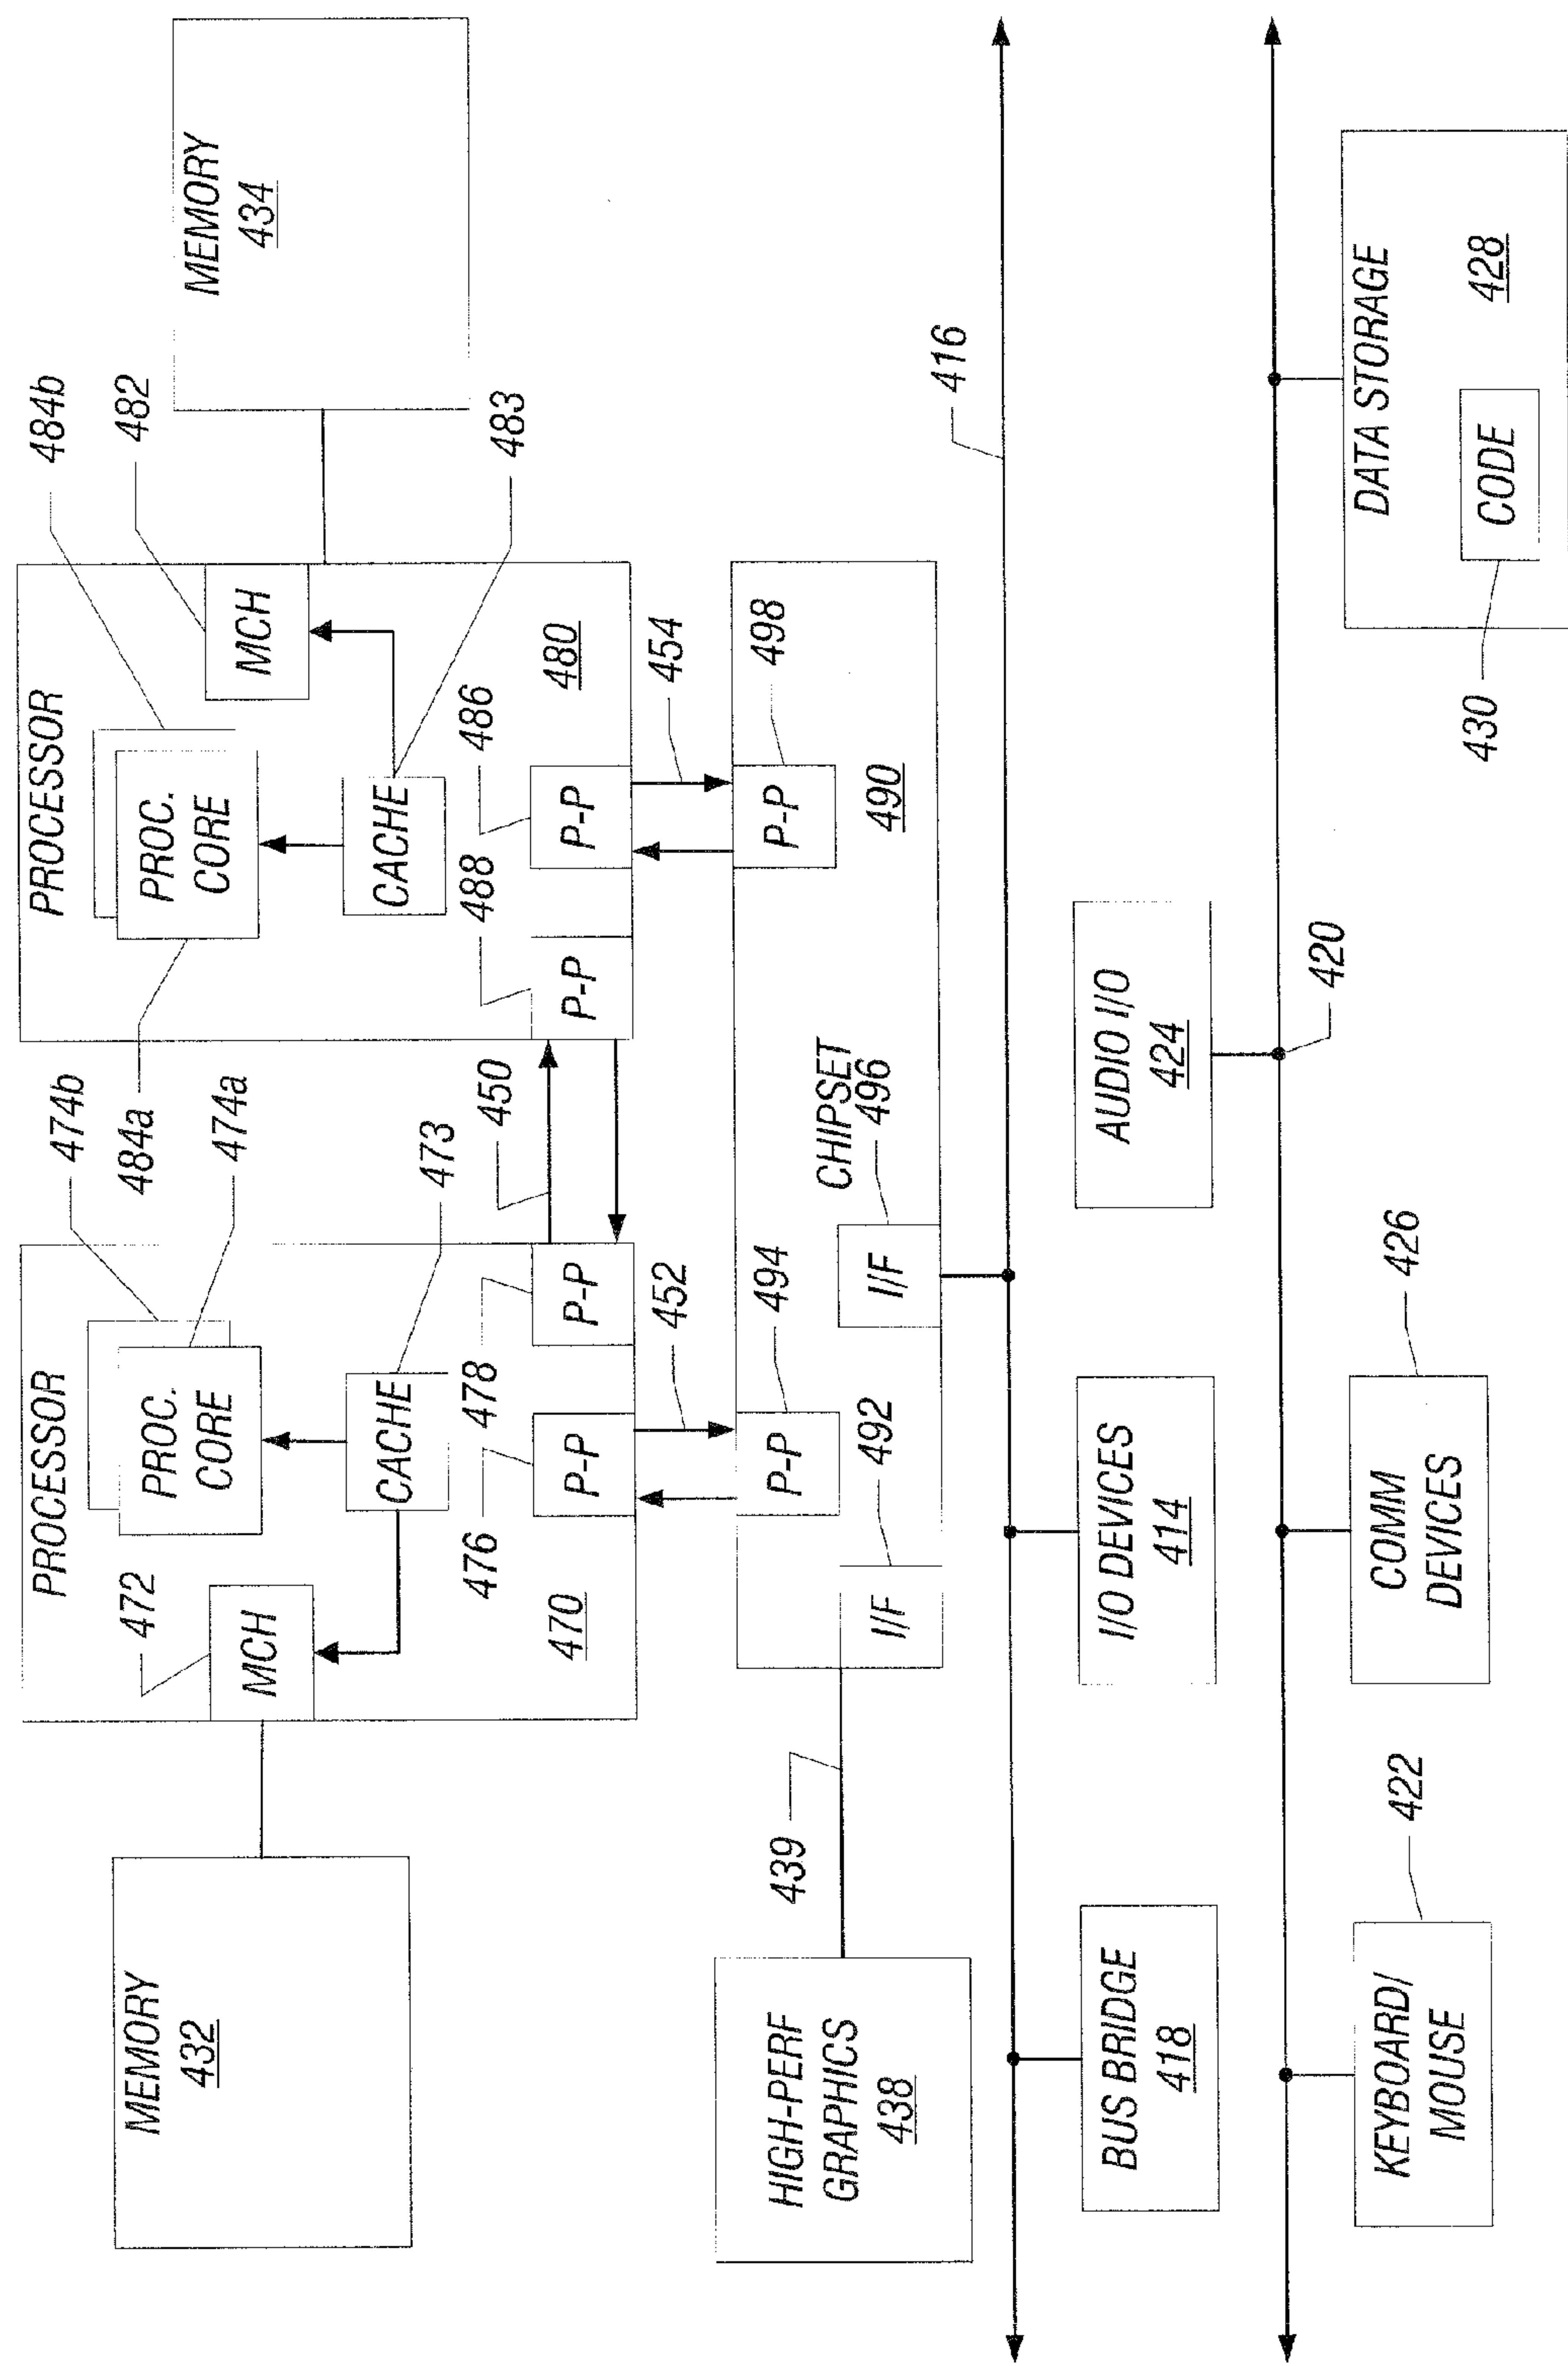 PROCESSOR
PROCESSOR
474b
484a
474a
484b
482
472
MCH
PROC.
CORE
PROC.
CORE
MCH
MEMORY
432
MEMORY
434
473
CACHE
CACHE
483
470
476
478
450
488
486
480
P-P
P-P
P-P
P-P
452
454
439
492
494
CHIPSET
496
498
HIGH-PERF
GRAPHICS
438
I/F
P-P
I/F
P-P
490
416
BUS BRIDGE
418
I/O DEVICES
414
AUDIO I/O
424
420
422
426
KEYBOARD/
MOUSE
COMM
DEVICES
DATA STORAGE
430
CODE
428